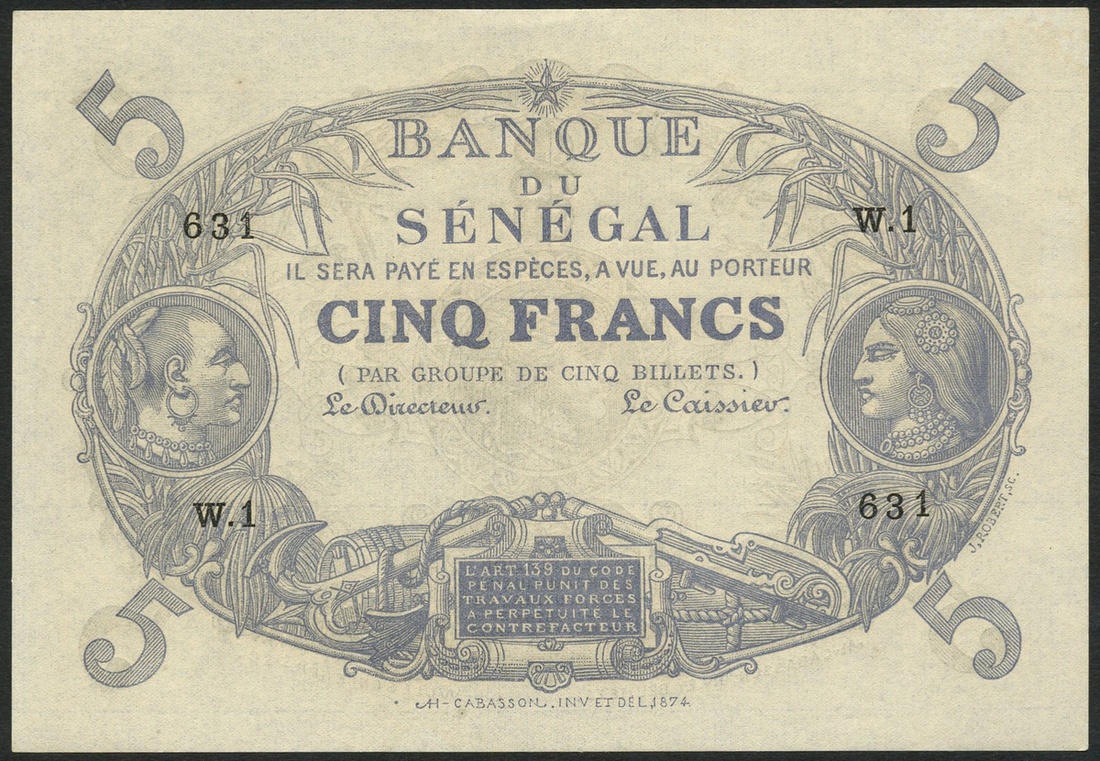 5 5
BANQUE
DU
SÉNÉGAL
631 W.1
IL SERA PAYÉ EN ESPÈCES, A VUE, AU PORTEUR
CINQ FRANCS
( PAR GROUPE DE CINQ BILLETS. )
Le Directeur. Le Caissier.
W.1 631
J. ROBERT, SC.
L'ART. 139 DU CODE
PÉNAL PUNIT DES
TRAVAUX FORCES
A PERPÉTUITÉ LE
CONTREFACTEUR
5 5
H-CABASSON. INV ET DÉL, 1874